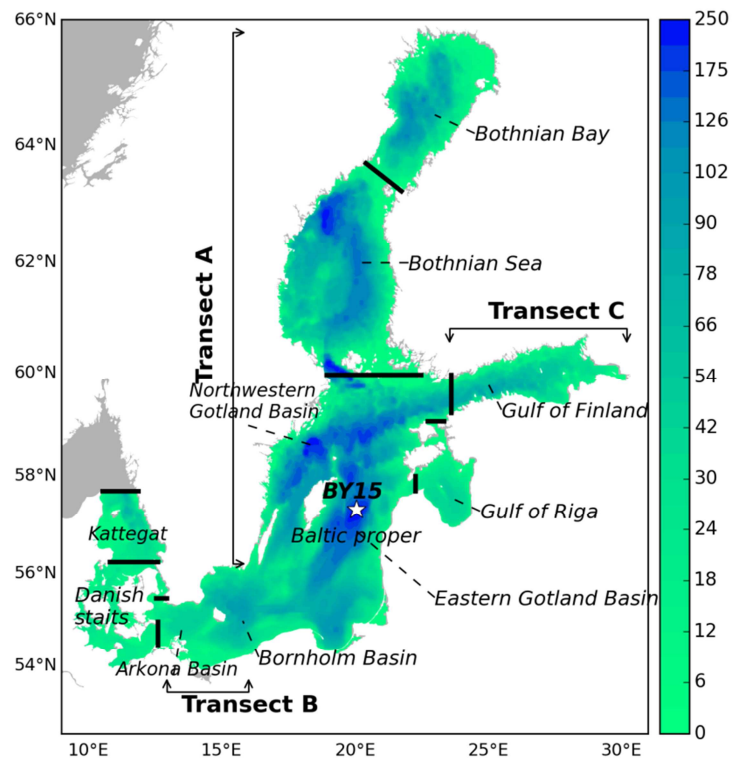 66°N
64°N
62°N
60°N
58°N
56°N
54°N
10°E
15°E
20°E
25°E
30°E
Transect A
Bothnian Bay
Bothnian Sea
Transect C
Northwestern
Gotland Basin
Gulf of Finland
BY15
Gulf of Riga
Kattegat
Baltic proper
Danish
staits
Eastern Gotland Basin
Bornholm Basin
Arkona Basin
Transect B
250
175
126
102
90
78
66
54
42
30
24
18
12
6
0